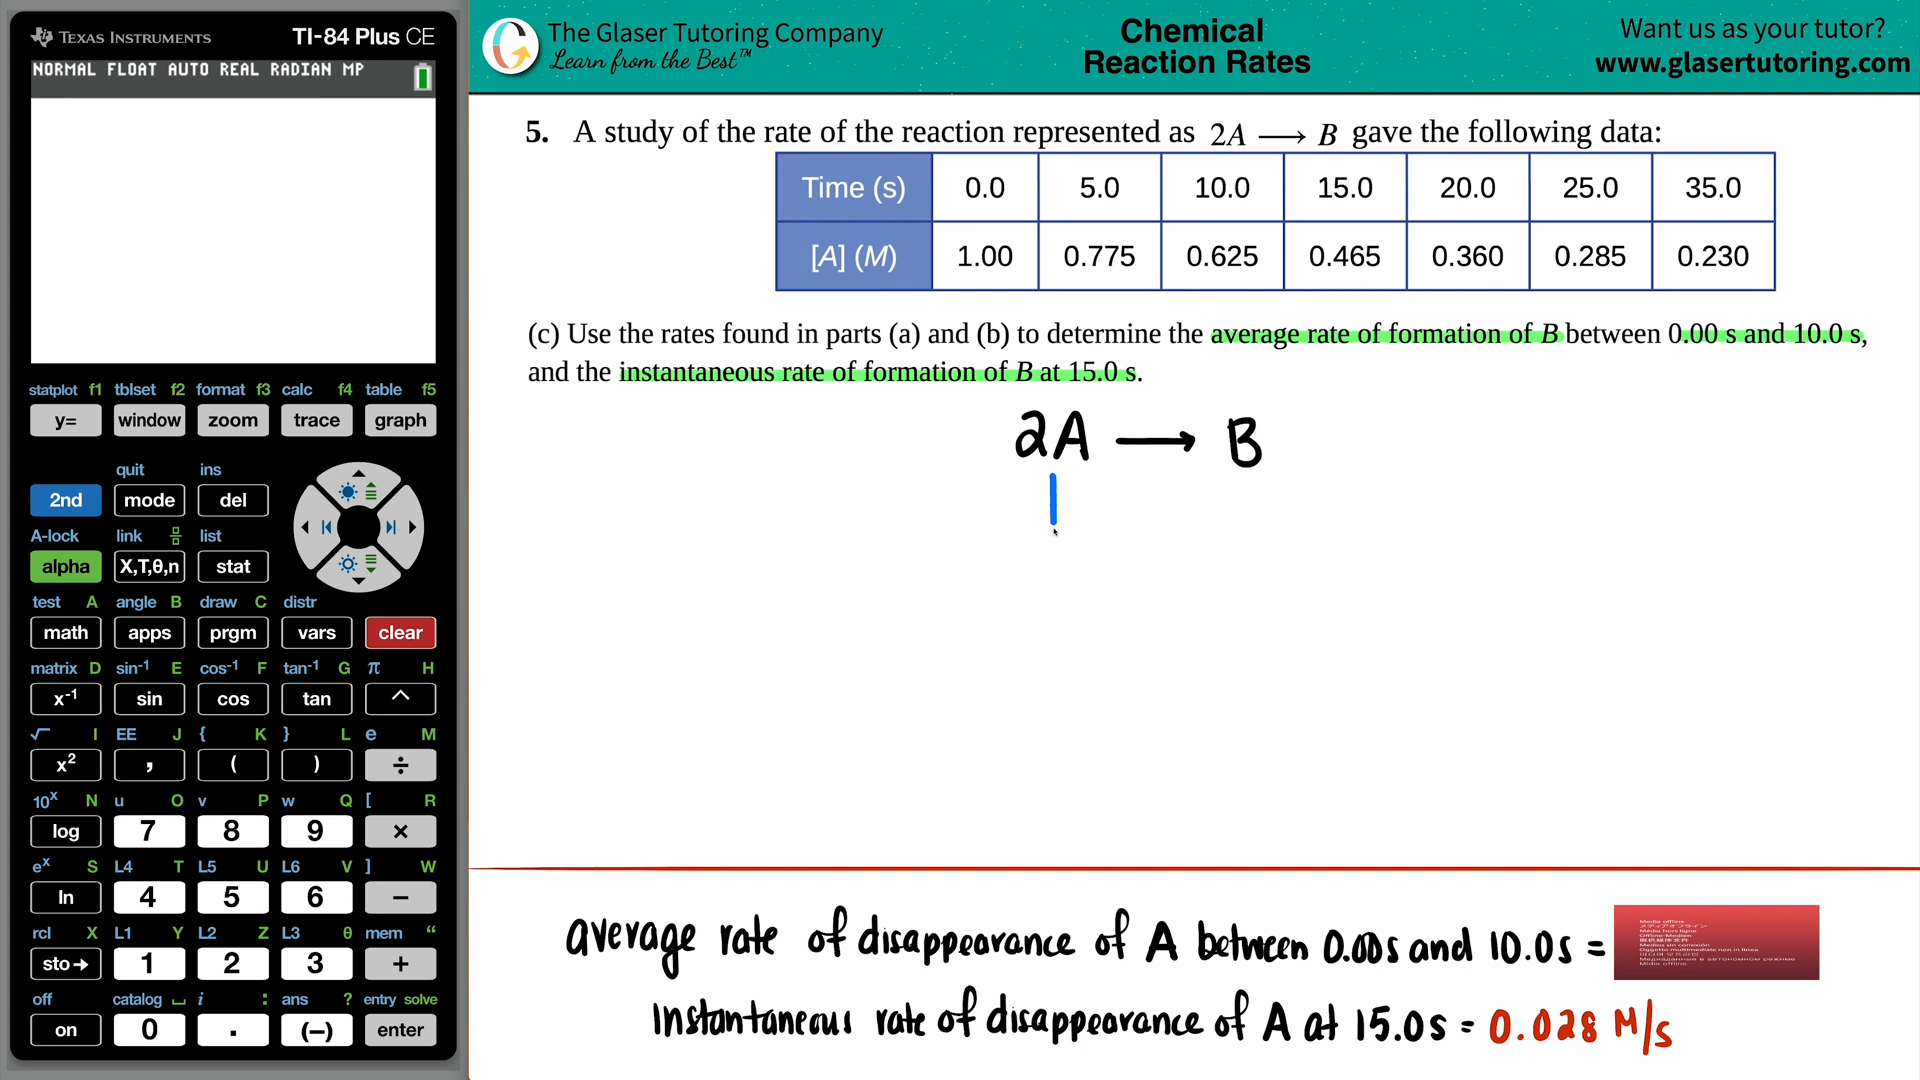 TEXAS INSTRUMENTS TI-84 Plus CE
NORMAL FLOAT AUTO REAL RADIAN MP
statplot f1 tblset f2 format f3 calc f4 table f5
y= window zoom trace graph
quit ins
2nd mode del
A-lock link list
alpha X,T,θ,n stat
test A angle B draw C distr
math apps prgm vars clear
matrix D sin⁻¹ E cos⁻¹ F tan⁻¹ G π H
x⁻¹ sin cos tan ^
√ I EE J { K } L e M
x² , ( ) ÷
10ˣ N u O v P w Q [ R
log 7 8 9 ×
eˣ S L4 T L5 U L6 V ] W
ln 4 5 6 −
rcl X L1 Y L2 Z L3 θ mem “
sto→ 1 2 3 +
off catalog ⎵ i : ans ? entry solve
on 0 . (−) enter
The Glaser Tutoring Company
Learn from the Best™
Chemical
Reaction Rates
Want us as your tutor?
www.glasertutoring.com
5. A study of the rate of the reaction represented as 2A ⟶ B gave the following data:
Time (s) 0.0 5.0 10.0 15.0 20.0 25.0 35.0
[A] (M) 1.00 0.775 0.625 0.465 0.360 0.285 0.230
(c) Use the rates found in parts (a) and (b) to determine the average rate of formation of B between 0.00 s and 10.0 s,
and the instantaneous rate of formation of B at 15.0 s.
2A ⟶ B
average rate of disappearance of A between 0.00s and 10.0s =
Media offline
Instantaneous rate of disappearance of A at 15.0s = 0.028 M/s